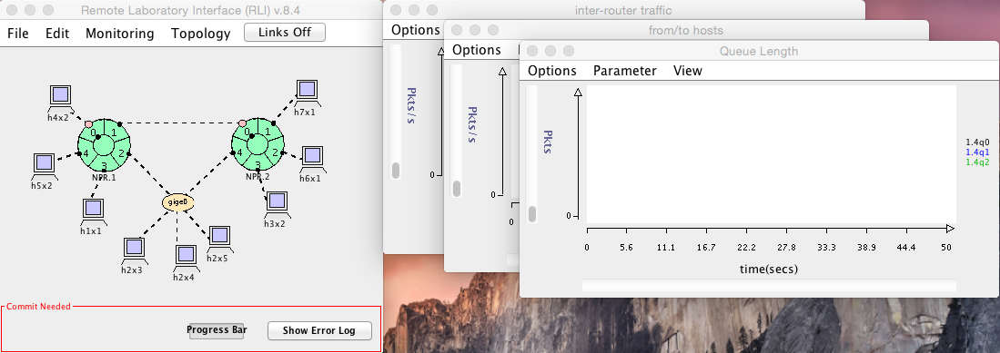 Remote Laboratory Interface (RLI) v.8.4
File Edit Monitoring Topology Links Off
h4x2
h7x1
0 1 2 3 4
NPR.1
0 1 2 3 4
NPR.2
h5x2
h6x1
h1x1
gige0
h3x2
h2x3
h2x4
h2x5
Commit Needed
Progress Bar
Show Error Log
inter-router traffic
Options
Pkts/s
0
from/to hosts
Options
Pkts/s
0
0
Queue Length
Options Parameter View
Pkts
0
1.4q0
1.4q1
1.4q2
0 5.6 11.1 16.7 22.2 27.8 33.3 38.9 44.4 50
time(secs)